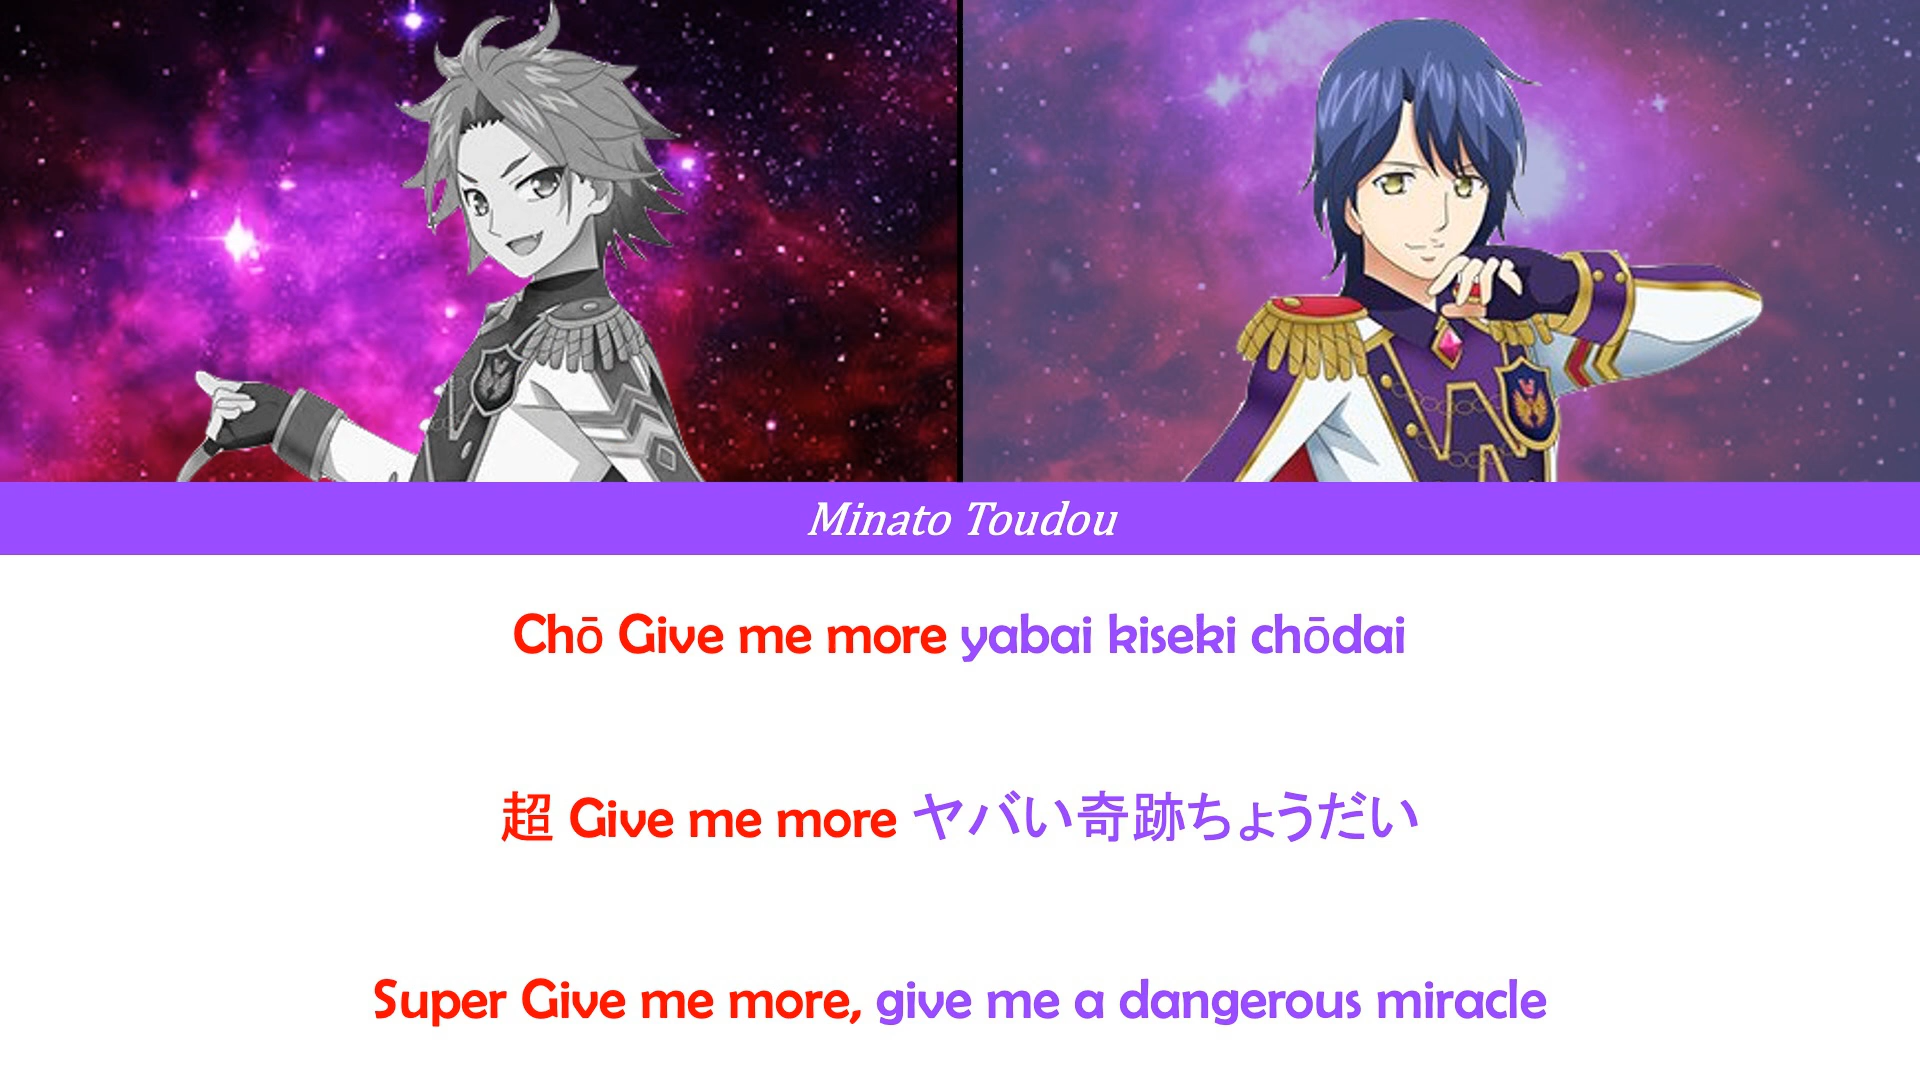 Minato Toudou
Chō Give me more yabai kiseki chōdai
超 Give me more ヤバい奇跡ちょうだい
Super Give me more, give me a dangerous miracle